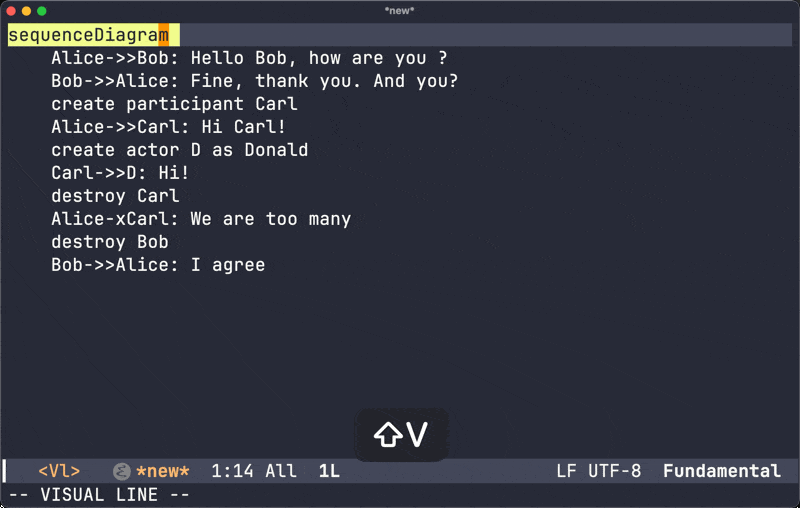 *new*
sequenceDiagram
Alice->>Bob: Hello Bob, how are you ?
Bob->>Alice: Fine, thank you. And you?
create participant Carl
Alice->>Carl: Hi Carl!
create actor D as Donald
Carl->>D: Hi!
destroy Carl
Alice-xCarl: We are too many
destroy Bob
Bob->>Alice: I agree
⇧V
<Vl> *new* 1:14 All 1L LF UTF-8 Fundamental
-- VISUAL LINE --